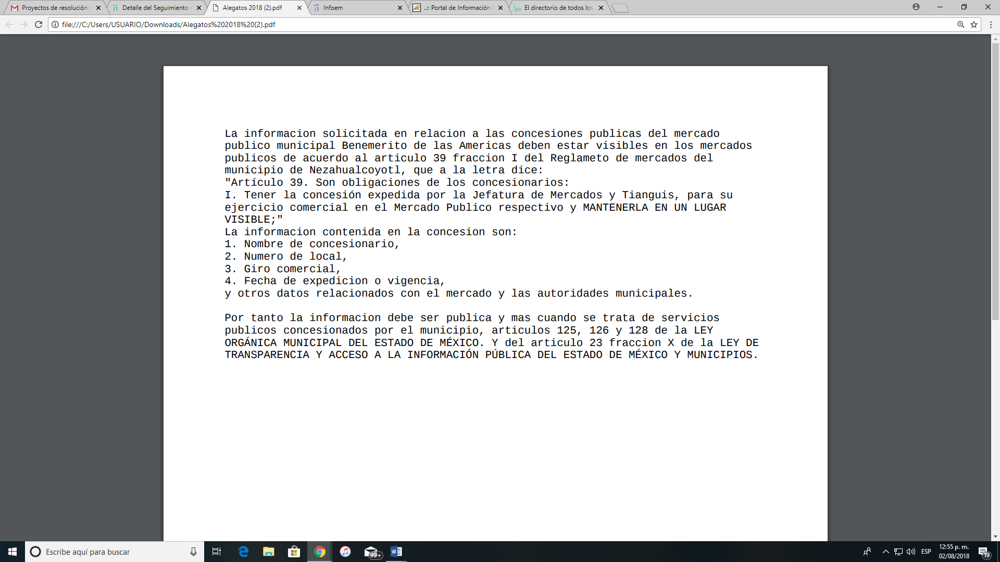 Proyectos de resolución
Detalle del Seguimiento
Alegatos 2018 (2).pdf
Infoem
..:: Portal de Información
El directorio de todos los
file:///C:/Users/USUARIO/Downloads/Alegatos%202018%20(2).pdf
La informacion solicitada en relacion a las concesiones publicas del mercado
publico municipal Benemerito de las Americas deben estar visibles en los mercados
publicos de acuerdo al articulo 39 fraccion I del Reglameto de mercados del
municipio de Nezahualcoyotl, que a la letra dice:
"Artículo 39. Son obligaciones de los concesionarios:
I. Tener la concesión expedida por la Jefatura de Mercados y Tianguis, para su
ejercicio comercial en el Mercado Publico respectivo y MANTENERLA EN UN LUGAR
VISIBLE;"
La informacion contenida en la concesion son:
1. Nombre de concesionario,
2. Numero de local,
3. Giro comercial,
4. Fecha de expedicion o vigencia,
y otros datos relacionados con el mercado y las autoridades municipales.
Por tanto la informacion debe ser publica y mas cuando se trata de servicios
publicos concesionados por el municipio, articulos 125, 126 y 128 de la LEY
ORGÁNICA MUNICIPAL DEL ESTADO DE MÉXICO. Y del articulo 23 fraccion X de la LEY DE
TRANSPARENCIA Y ACCESO A LA INFORMACIÓN PÚBLICA DEL ESTADO DE MÉXICO Y MUNICIPIOS.
Escribe aquí para buscar
99+
ESP
12:55 p. m.
02/08/2018
19